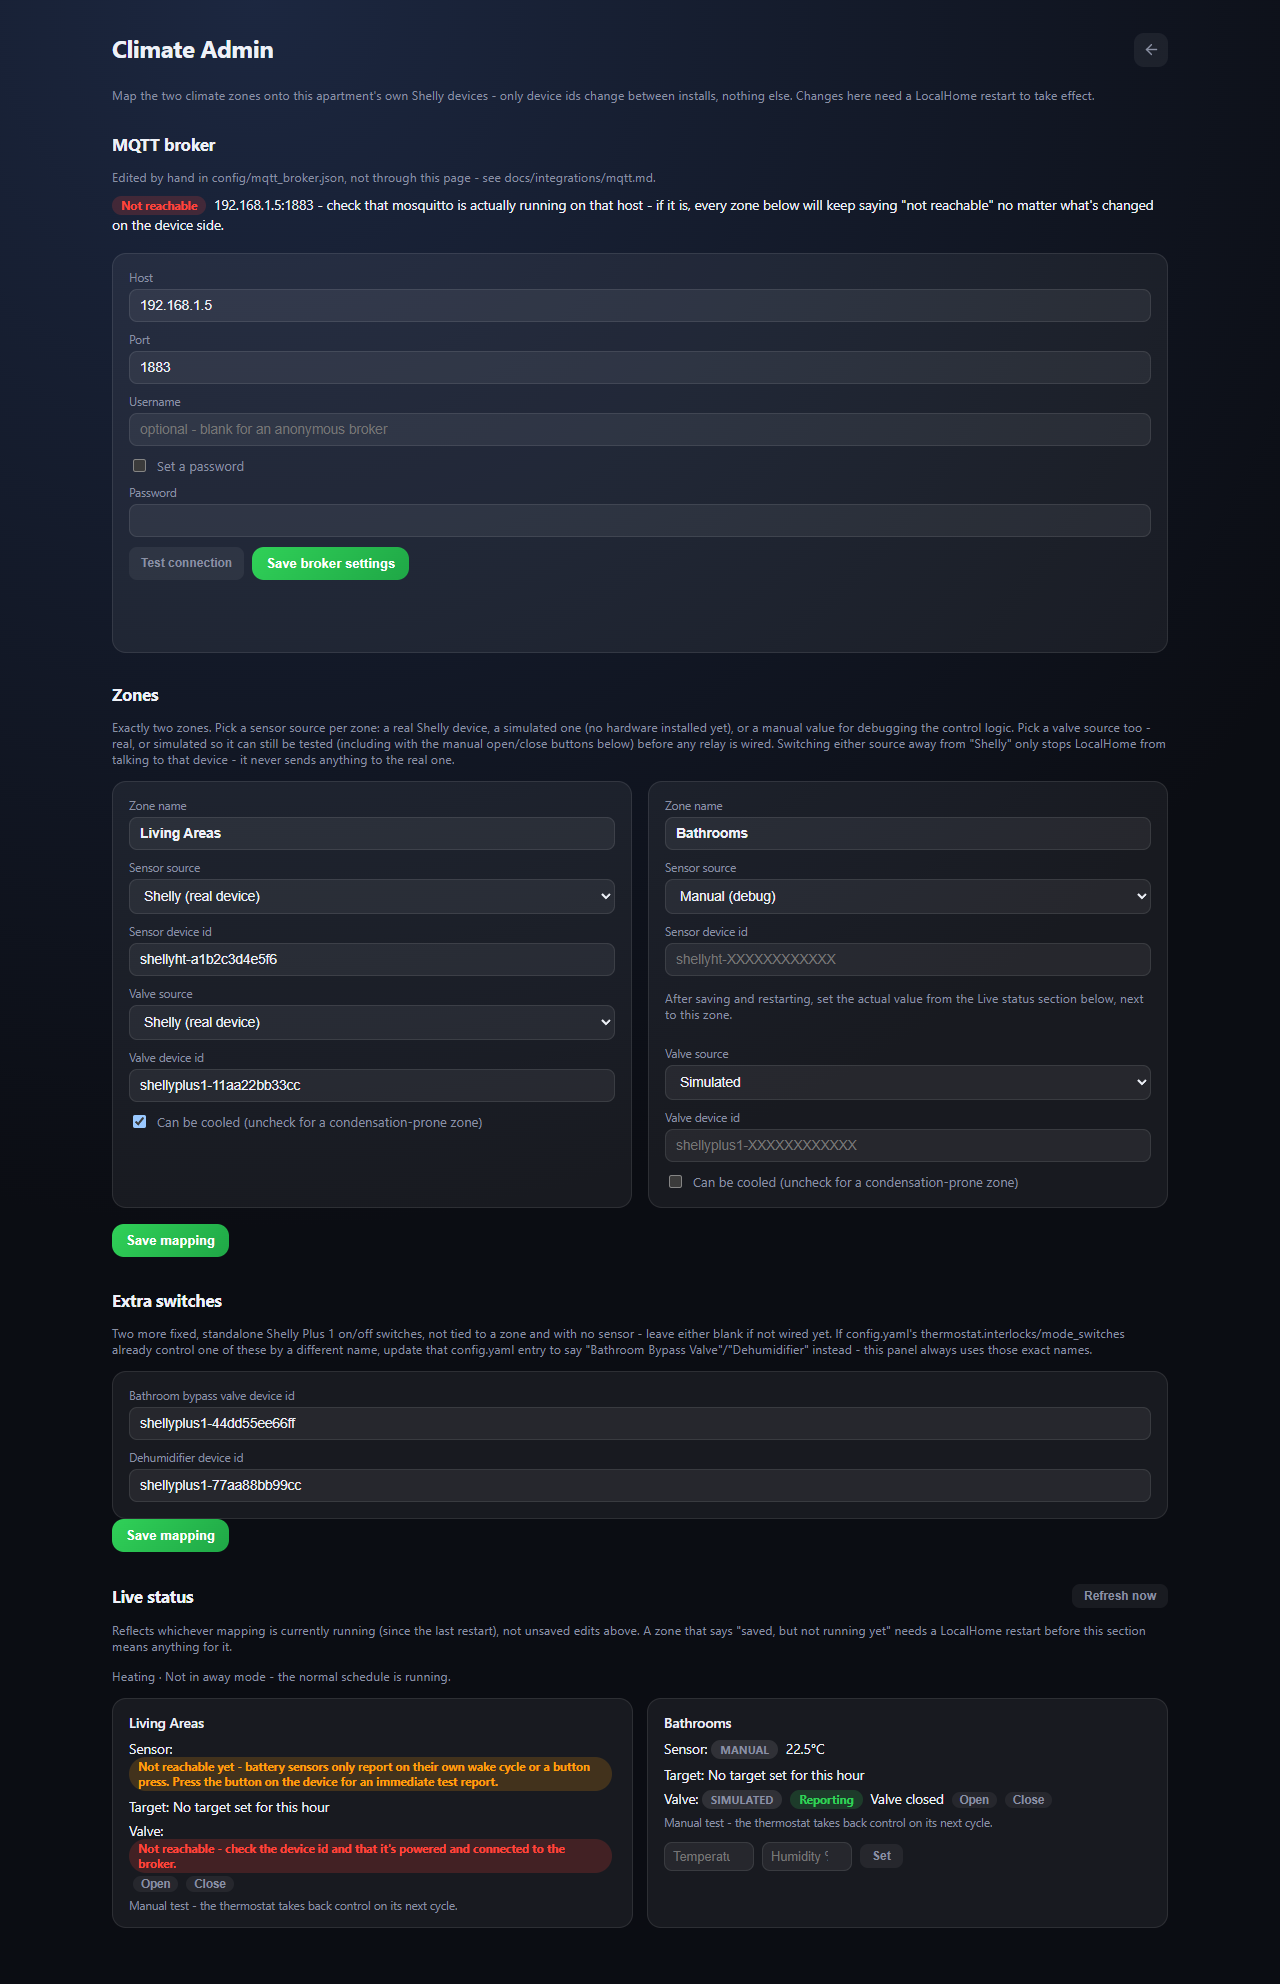 Climate Admin
Map the two climate zones onto this apartment's own Shelly devices - only device ids change between installs, nothing else. Changes here need a LocalHome restart to take effect.
MQTT broker
Edited by hand in config/mqtt_broker.json, not through this page - see docs/integrations/mqtt.md.
Not reachable 192.168.1.5:1883 - check that mosquitto is actually running on that host - if it is, every zone below will keep saying "not reachable" no matter what's changed
on the device side.
Host
192.168.1.5
Port
1883
Username
optional - blank for an anonymous broker
Set a password
Password
Test connection Save broker settings
Zones
Exactly two zones. Pick a sensor source per zone: a real Shelly device, a simulated one (no hardware installed yet), or a manual value for debugging the control logic. Pick a valve source too -
real, or simulated so it can still be tested (including with the manual open/close buttons below) before any relay is wired. Switching either source away from "Shelly" only stops LocalHome from
talking to that device - it never sends anything to the real one.
Zone name
Living Areas
Sensor source
Shelly (real device)
Sensor device id
shellyht-a1b2c3d4e5f6
Valve source
Shelly (real device)
Valve device id
shellyplus1-11aa22bb33cc
Can be cooled (uncheck for a condensation-prone zone)
Zone name
Bathrooms
Sensor source
Manual (debug)
Sensor device id
shellyht-XXXXXXXXXXXX
After saving and restarting, set the actual value from the Live status section below, next
to this zone.
Valve source
Simulated
Valve device id
shellyplus1-XXXXXXXXXXXX
Can be cooled (uncheck for a condensation-prone zone)
Save mapping
Extra switches
Two more fixed, standalone Shelly Plus 1 on/off switches, not tied to a zone and with no sensor - leave either blank if not wired yet. If config.yaml's thermostat.interlocks/mode_switches
already control one of these by a different name, update that config.yaml entry to say "Bathroom Bypass Valve"/"Dehumidifier" instead - this panel always uses those exact names.
Bathroom bypass valve device id
shellyplus1-44dd55ee66ff
Dehumidifier device id
shellyplus1-77aa88bb99cc
Save mapping
Live status
Refresh now
Reflects whichever mapping is currently running (since the last restart), not unsaved edits above. A zone that says "saved, but not running yet" needs a LocalHome restart before this section
means anything for it.
Heating · Not in away mode - the normal schedule is running.
Living Areas
Sensor:
Not reachable yet - battery sensors only report on their own wake cycle or a button
press. Press the button on the device for an immediate test report.
Target: No target set for this hour
Valve:
Not reachable - check the device id and that it's powered and connected to the
broker.
Open Close
Manual test - the thermostat takes back control on its next cycle.
Bathrooms
Sensor: MANUAL 22.5°C
Target: No target set for this hour
Valve: SIMULATED Reporting Valve closed Open Close
Manual test - the thermostat takes back control on its next cycle.
Temperatu Humidity % Set